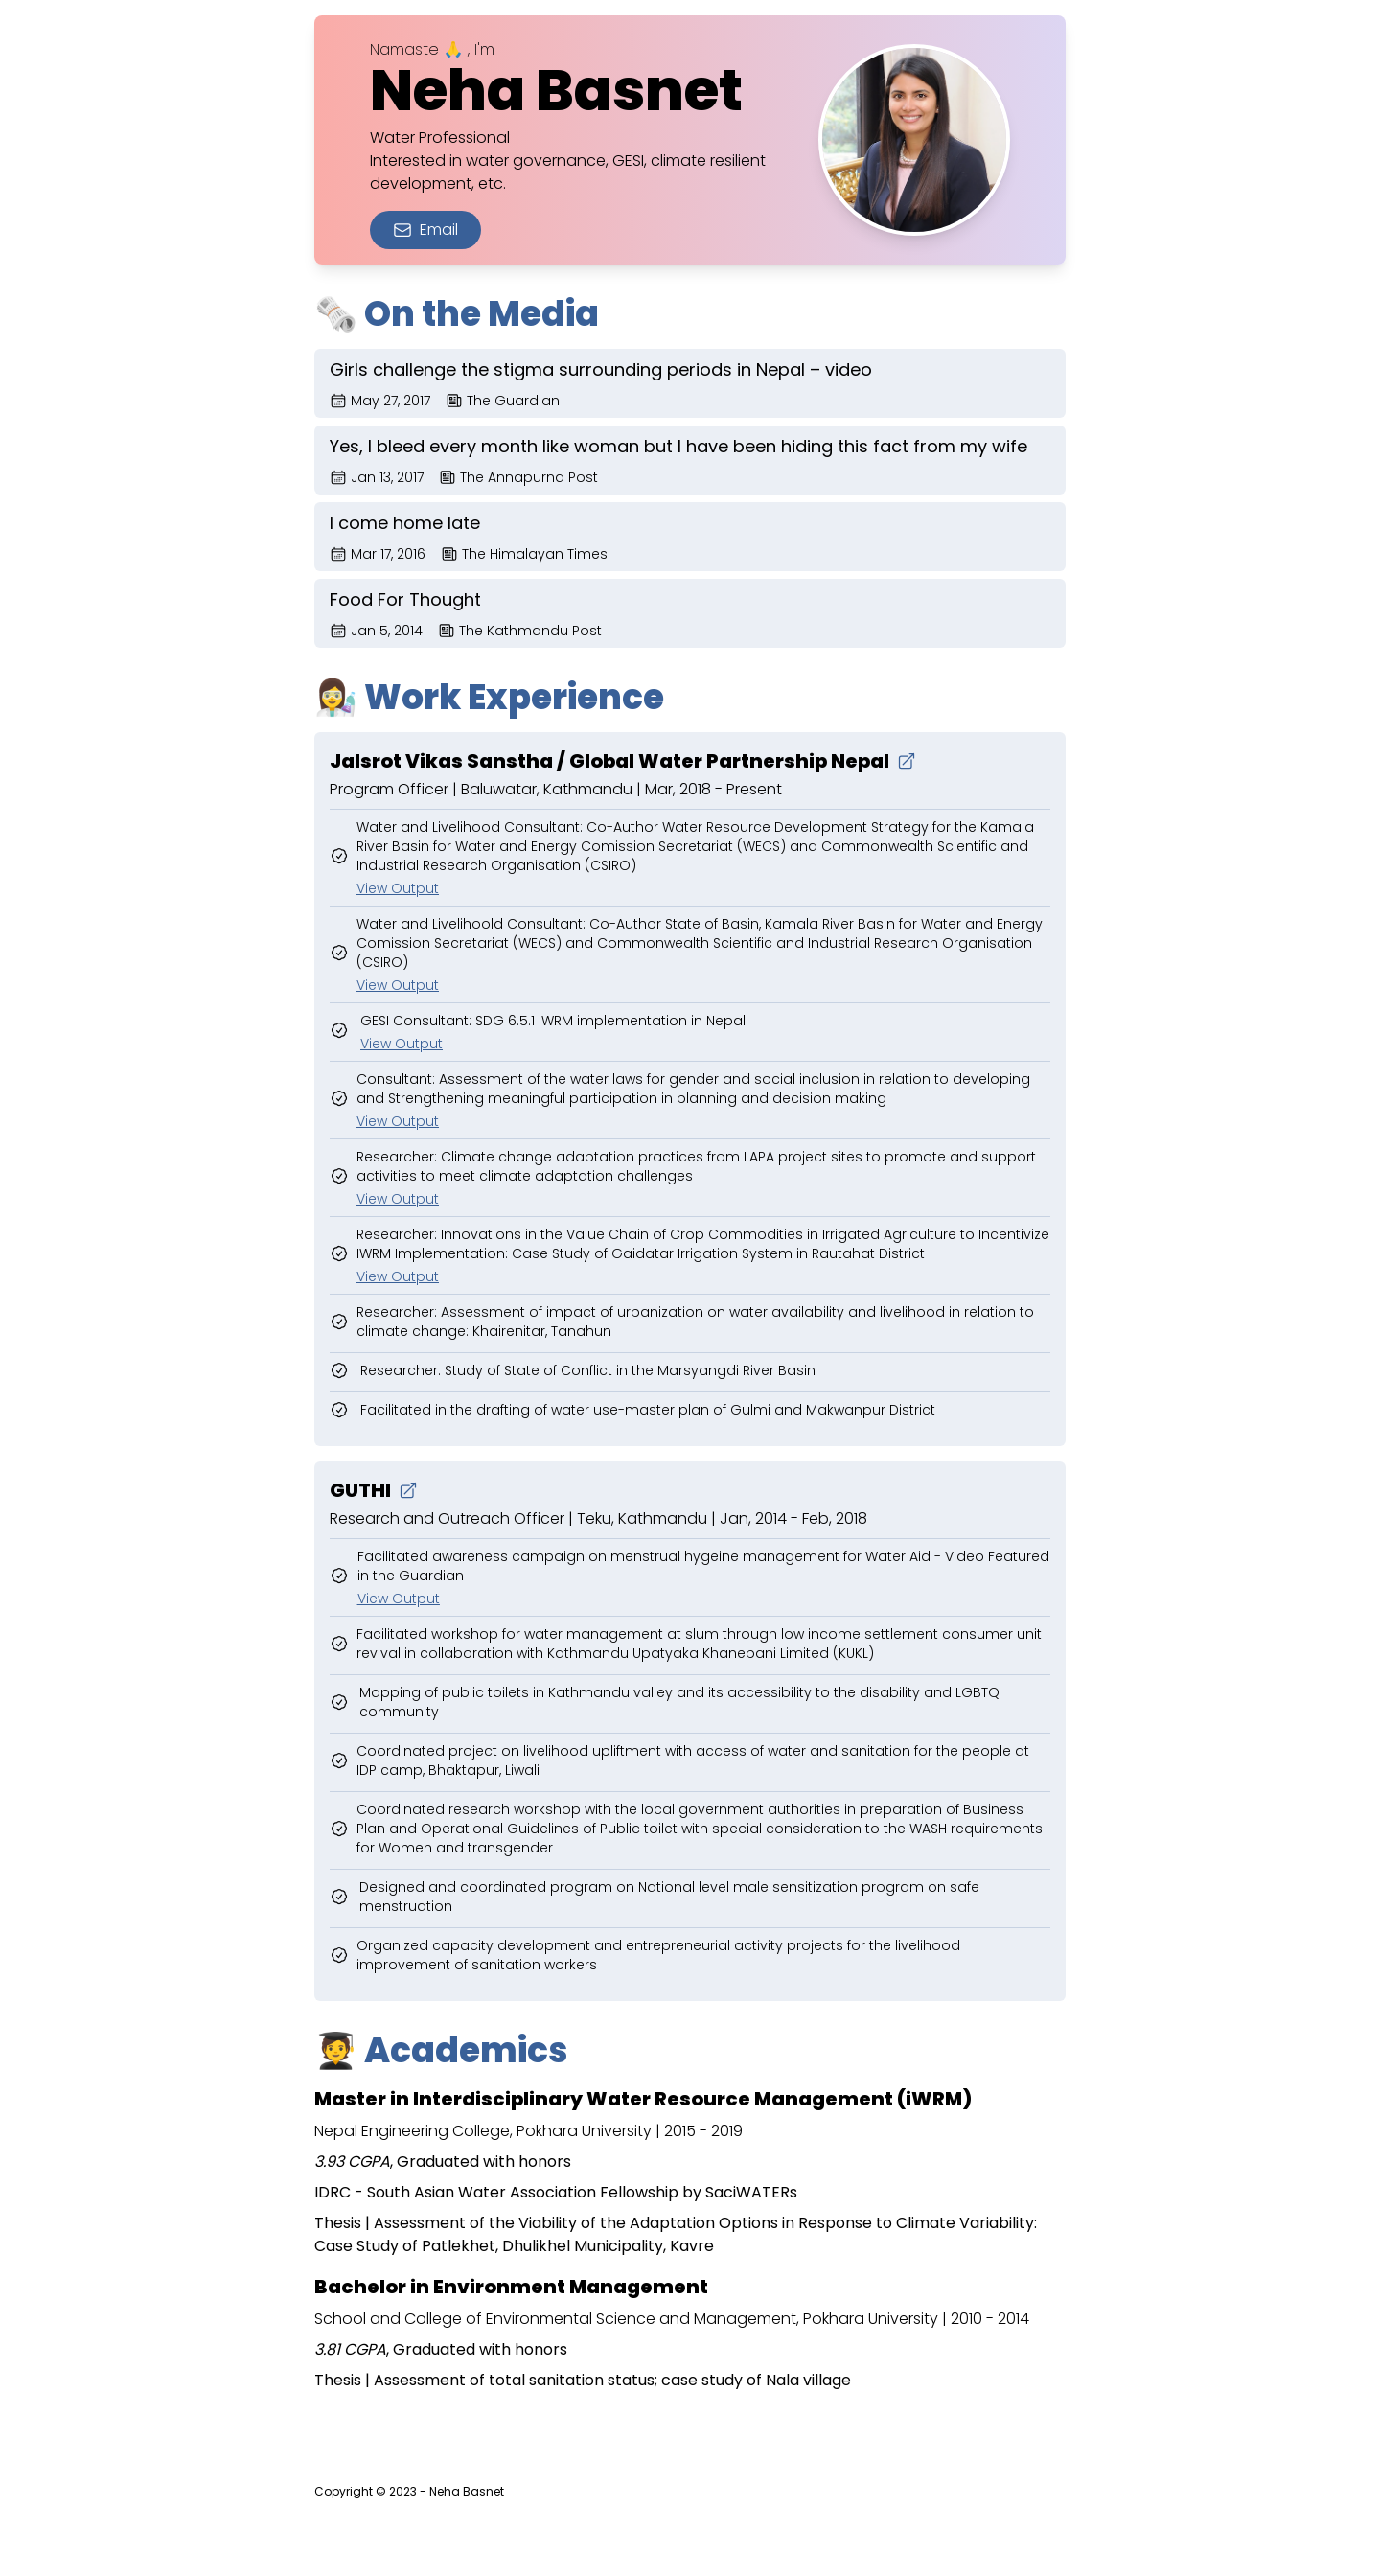 Namaste 🙏 , I'm
Neha Basnet
Water Professional
Interested in water governance, GESI, climate resilient
development, etc.
Email
🗞️ On the Media
Girls challenge the stigma surrounding periods in Nepal – video
May 27, 2017 The Guardian
Yes, I bleed every month like woman but I have been hiding this fact from my wife
Jan 13, 2017 The Annapurna Post
I come home late
Mar 17, 2016 The Himalayan Times
Food For Thought
Jan 5, 2014 The Kathmandu Post
👩‍🔬 Work Experience
Jalsrot Vikas Sanstha / Global Water Partnership Nepal
Program Officer | Baluwatar, Kathmandu | Mar, 2018 - Present
Water and Livelihood Consultant: Co-Author Water Resource Development Strategy for the Kamala
River Basin for Water and Energy Comission Secretariat (WECS) and Commonwealth Scientific and
Industrial Research Organisation (CSIRO)
View Output
Water and Livelihoold Consultant: Co-Author State of Basin, Kamala River Basin for Water and Energy
Comission Secretariat (WECS) and Commonwealth Scientific and Industrial Research Organisation
(CSIRO)
View Output
GESI Consultant: SDG 6.5.1 IWRM implementation in Nepal
View Output
Consultant: Assessment of the water laws for gender and social inclusion in relation to developing
and Strengthening meaningful participation in planning and decision making
View Output
Researcher: Climate change adaptation practices from LAPA project sites to promote and support
activities to meet climate adaptation challenges
View Output
Researcher: Innovations in the Value Chain of Crop Commodities in Irrigated Agriculture to Incentivize
IWRM Implementation: Case Study of Gaidatar Irrigation System in Rautahat District
View Output
Researcher: Assessment of impact of urbanization on water availability and livelihood in relation to
climate change: Khairenitar, Tanahun
Researcher: Study of State of Conflict in the Marsyangdi River Basin
Facilitated in the drafting of water use-master plan of Gulmi and Makwanpur District
GUTHI
Research and Outreach Officer | Teku, Kathmandu | Jan, 2014 - Feb, 2018
Facilitated awareness campaign on menstrual hygeine management for Water Aid - Video Featured
in the Guardian
View Output
Facilitated workshop for water management at slum through low income settlement consumer unit
revival in collaboration with Kathmandu Upatyaka Khanepani Limited (KUKL)
Mapping of public toilets in Kathmandu valley and its accessibility to the disability and LGBTQ
community
Coordinated project on livelihood upliftment with access of water and sanitation for the people at
IDP camp, Bhaktapur, Liwali
Coordinated research workshop with the local government authorities in preparation of Business
Plan and Operational Guidelines of Public toilet with special consideration to the WASH requirements
for Women and transgender
Designed and coordinated program on National level male sensitization program on safe
menstruation
Organized capacity development and entrepreneurial activity projects for the livelihood
improvement of sanitation workers
🧑‍🎓 Academics
Master in Interdisciplinary Water Resource Management (iWRM)
Nepal Engineering College, Pokhara University | 2015 - 2019
3.93 CGPA, Graduated with honors
IDRC - South Asian Water Association Fellowship by SaciWATERs
Thesis | Assessment of the Viability of the Adaptation Options in Response to Climate Variability:
Case Study of Patlekhet, Dhulikhel Municipality, Kavre
Bachelor in Environment Management
School and College of Environmental Science and Management, Pokhara University | 2010 - 2014
3.81 CGPA, Graduated with honors
Thesis | Assessment of total sanitation status; case study of Nala village
Copyright © 2023 - Neha Basnet